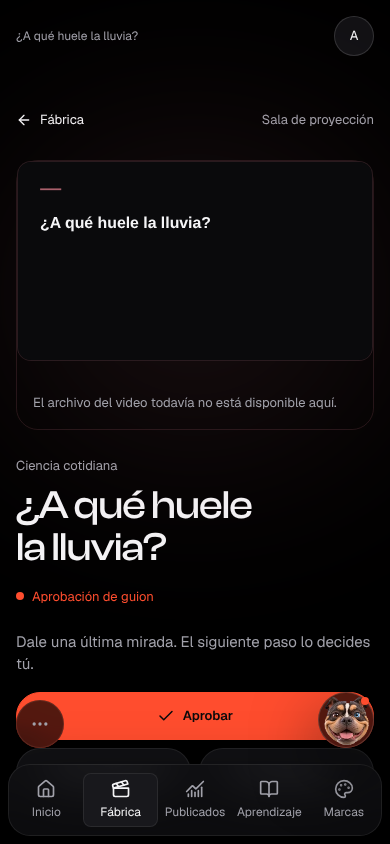 ¿A qué huele la lluvia?
A
Fábrica
Sala de proyección
¿A qué huele la lluvia?
El archivo del video todavía no está disponible aquí.
Ciencia cotidiana
¿A qué huele
la lluvia?
Aprobación de guion
Dale una última mirada. El siguiente paso lo decides
tú.
Aprobar
Inicio
Fábrica
Publicados
Aprendizaje
Marcas